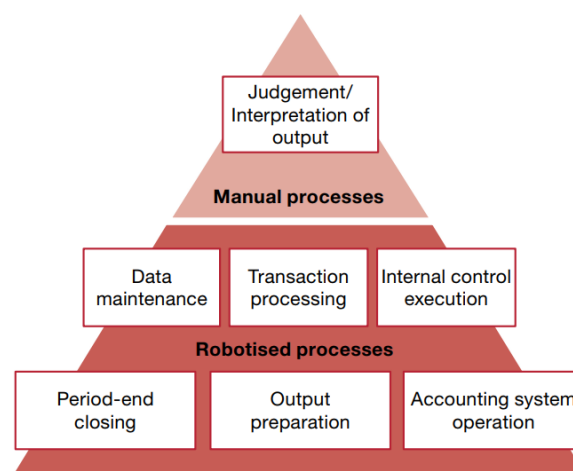 Judgement/
Interpretation of
output
Manual processes
Data
maintenance
Transaction
processing
Internal control
execution
Robotised processes
Period-end
closing
Output
preparation
Accounting system
operation